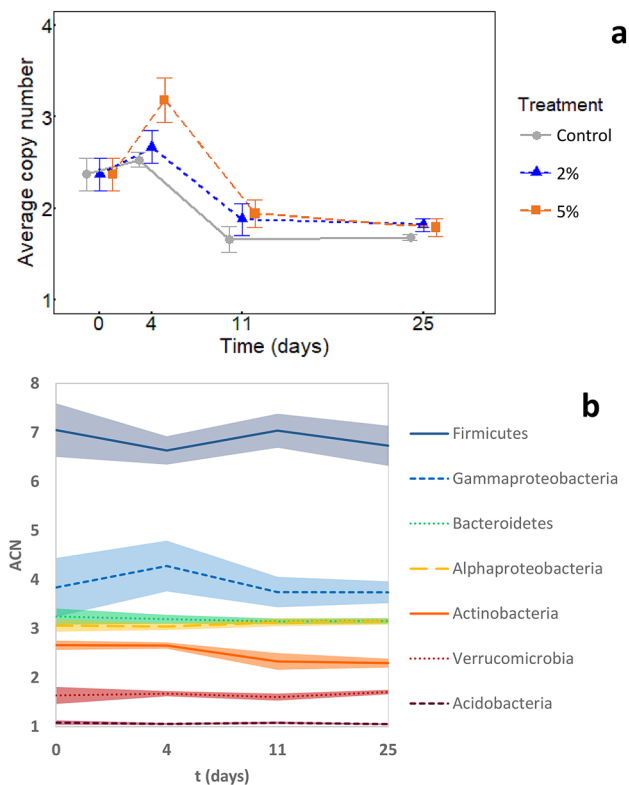 a
4
3
2
1
Average copy number
0 4 11 25
Time (days)
Treatment
Control
2%
5%
b
8
7
6
5
4
3
2
1
ACN
0 4 11 25
t (days)
Firmicutes
Gammaproteobacteria
Bacteroidetes
Alphaproteobacteria
Actinobacteria
Verrucomicrobia
Acidobacteria